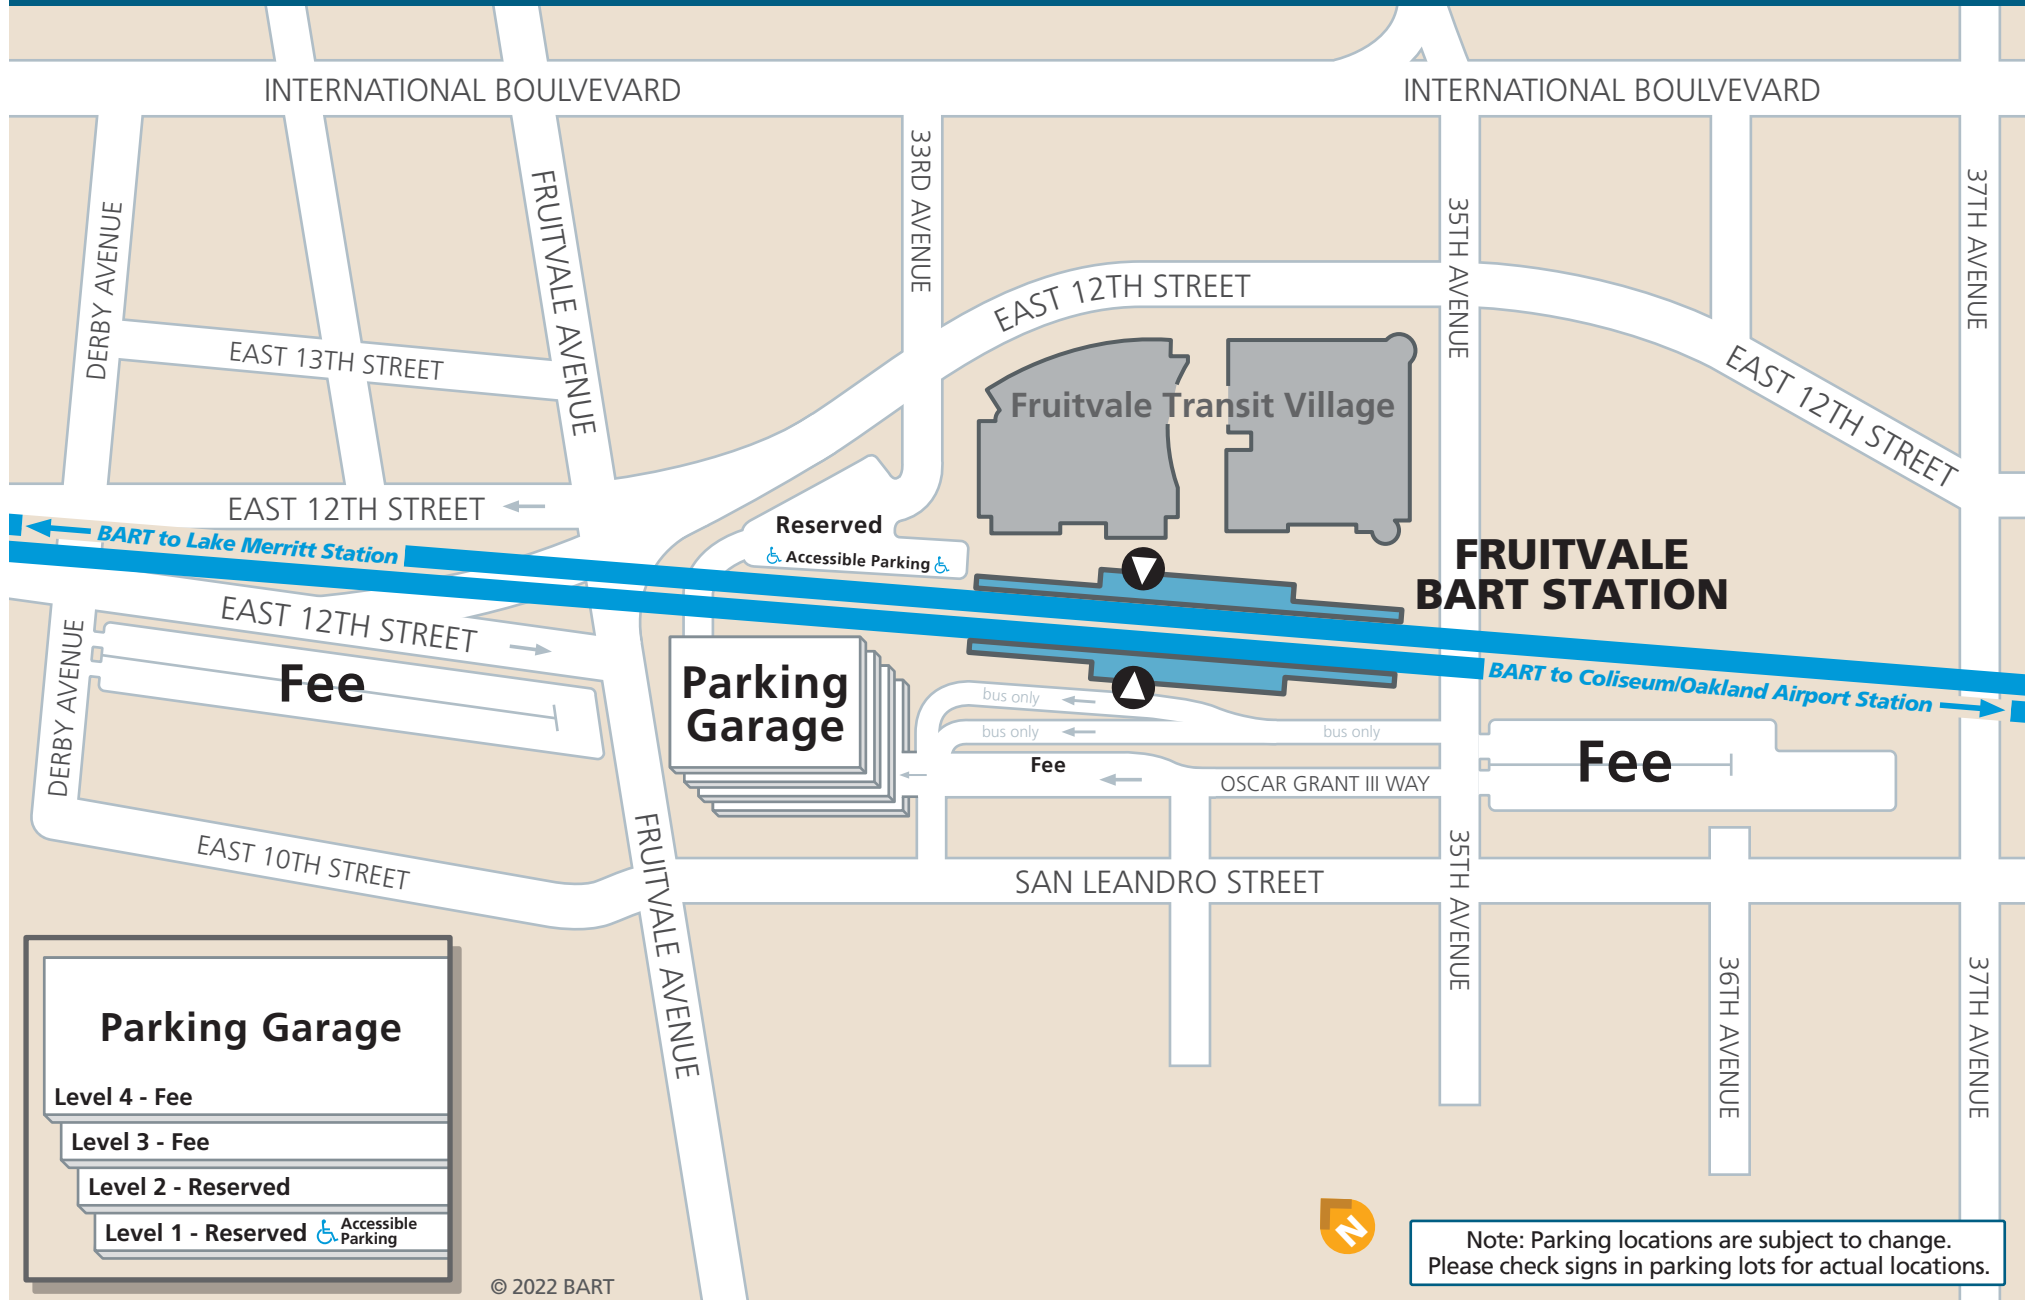 INTERNATIONAL BOULVEVARD
INTERNATIONAL BOULVEVARD
DERBY AVENUE
FRUITVALE AVENUE
33RD AVENUE
35TH AVENUE
37TH AVENUE
EAST 12TH STREET
EAST 13TH STREET
EAST 12TH STREET
Fruitvale Transit Village
EAST 12TH STREET
Reserved
Accessible Parking
BART to Lake Merritt Station
FRUITVALE
BART STATION
EAST 12TH STREET
DERBY AVENUE
Fee
Parking
Garage
bus only
bus only
bus only
BART to Coliseum/Oakland Airport Station
Fee
OSCAR GRANT III WAY
Fee
EAST 10TH STREET
FRUITVALE AVENUE
SAN LEANDRO STREET
35TH AVENUE
36TH AVENUE
37TH AVENUE
Parking Garage
Level 4 - Fee
Level 3 - Fee
Level 2 - Reserved
Level 1 - Reserved
Accessible
Parking
N
Note: Parking locations are subject to change.
Please check signs in parking lots for actual locations.
© 2022 BART